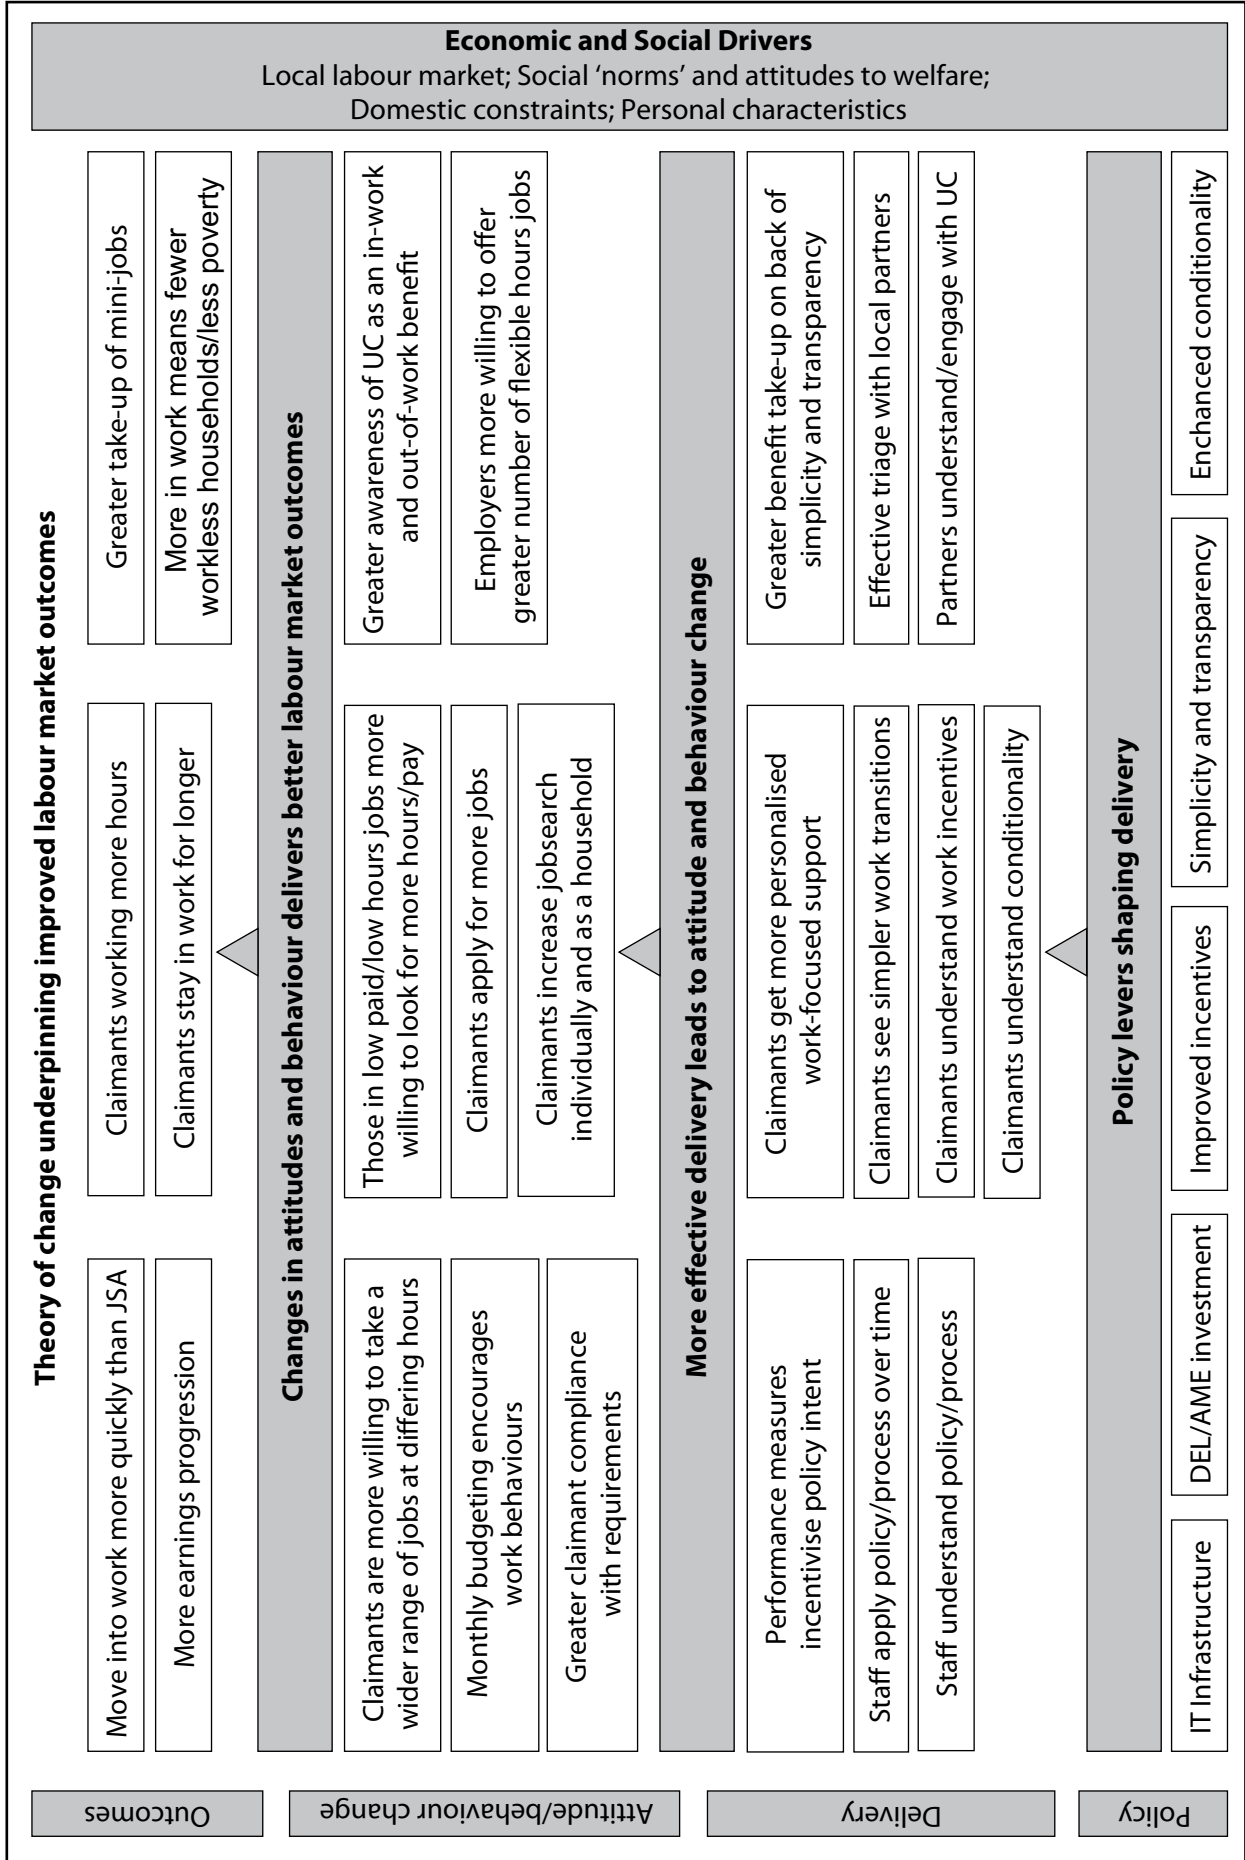 Economic and Social Drivers
Local labour market; Social ‘norms’ and attitudes to welfare;
Domestic constraints; Personal characteristics
Theory of change underpinning improved labour market outcomes
Outcomes
Move into work more quickly than JSA
More earnings progression
Claimants working more hours
Claimants stay in work for longer
Greater take-up of mini-jobs
More in work means fewer
workless households/less poverty
Changes in attitudes and behaviour delivers better labour market outcomes
Attitude/behaviour change
Claimants are more willing to take a
wider range of jobs at differing hours
Monthly budgeting encourages
work behaviours
Greater claimant compliance
with requirements
Those in low paid/low hours jobs more
willing to look for more hours/pay
Claimants apply for more jobs
Claimants increase jobsearch
individually and as a household
Greater awareness of UC as an in-work
and out-of-work benefit
Employers more willing to offer
greater number of flexible hours jobs
More effective delivery leads to attitude and behaviour change
Delivery
Performance measures
incentivise policy intent
Staff apply policy/process over time
Staff understand policy/process
Claimants get more personalised
work-focused support
Claimants see simpler work transitions
Claimants understand work incentives
Claimants understand conditionality
Greater benefit take-up on back of
simplicity and transparency
Effective triage with local partners
Partners understand/engage with UC
Policy levers shaping delivery
Policy
IT Infrastructure
DEL/AME investment
Improved incentives
Simplicity and transparency
Enhanced conditionality